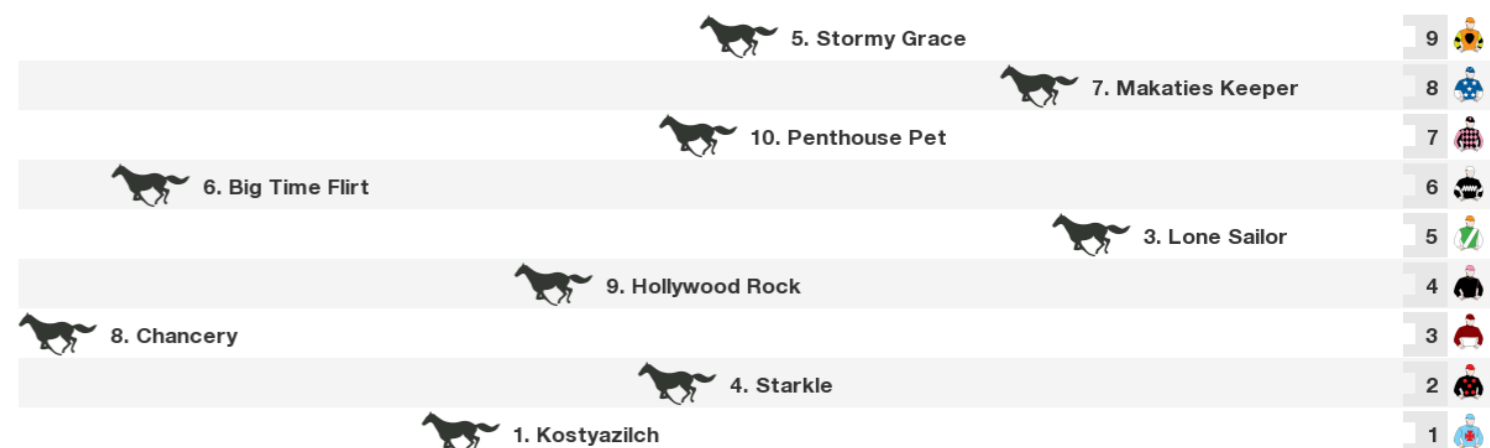 5. Stormy Grace 9
7. Makaties Keeper 8
10. Penthouse Pet 7
6. Big Time Flirt 6
3. Lone Sailor 5
9. Hollywood Rock 4
8. Chancery 3
4. Starkle 2
1. Kostyazilch 1